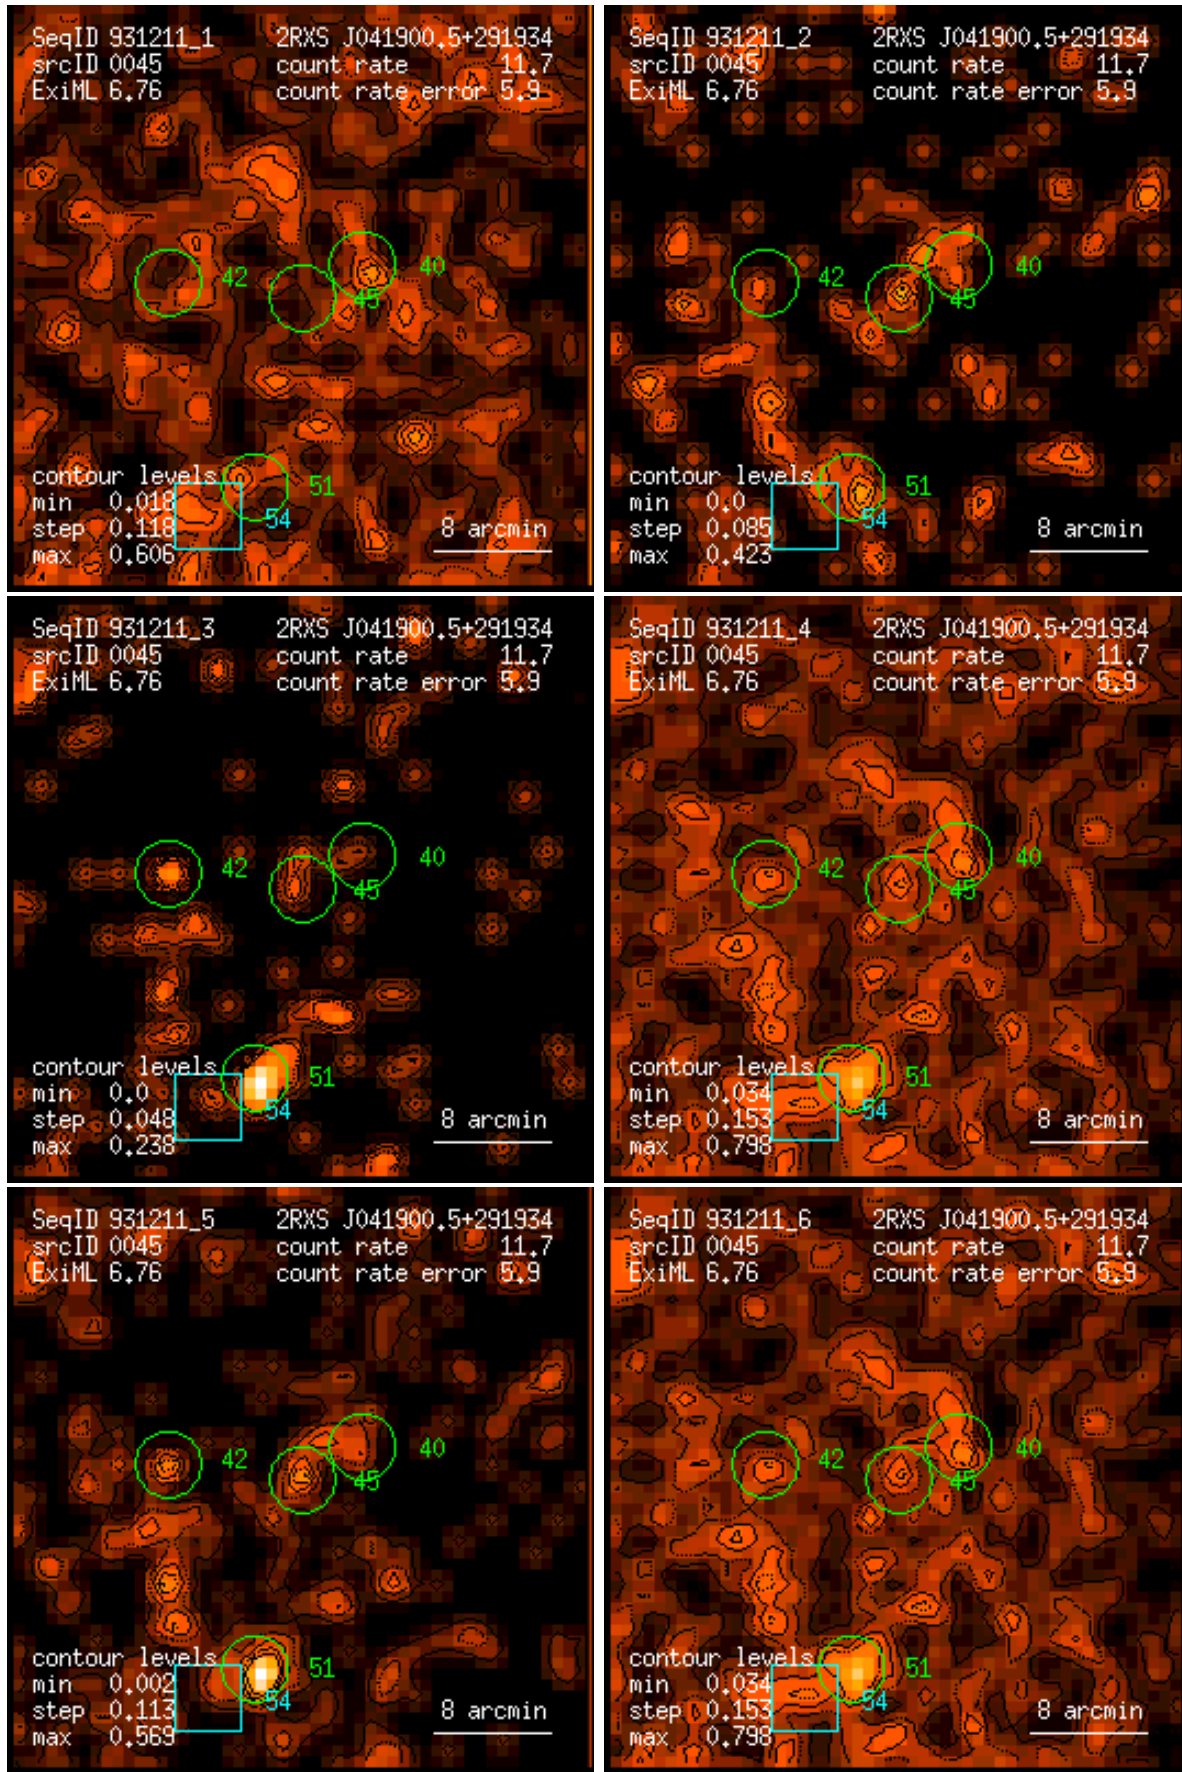 SeqID 931211_1 2RXS J041900.5+291934
srcID 0045 count rate 11.7
ExiML 6.76 count rate error 5.9
42
40
45
contour levels
51
min 0.018
54
step 0.118
8 arcmin
max 0.606
SeqID 931211_2 2RXS J041900.5+291934
srcID 0045 count rate 11.7
ExiML 6.76 count rate error 5.9
42
40
45
contour levels
51
min 0.0
54
step 0.085
8 arcmin
max 0.423
SeqID 931211_3 2RXS J041900.5+291934
srcID 0045 count rate 11.7
ExiML 6.76 count rate error 5.9
42
40
45
contour levels
51
min 0.0
54
step 0.048
8 arcmin
max 0.238
SeqID 931211_4 2RXS J041900.5+291934
srcID 0045 count rate 11.7
ExiML 6.76 count rate error 5.9
42
40
45
contour levels
51
min 0.034
54
step 0.153
8 arcmin
max 0.798
SeqID 931211_5 2RXS J041900.5+291934
srcID 0045 count rate 11.7
ExiML 6.76 count rate error 5.9
42
40
45
contour levels
51
min 0.002
54
step 0.113
8 arcmin
max 0.569
SeqID 931211_6 2RXS J041900.5+291934
srcID 0045 count rate 11.7
ExiML 6.76 count rate error 5.9
42
40
45
contour levels
51
min 0.034
54
step 0.153
8 arcmin
max 0.798